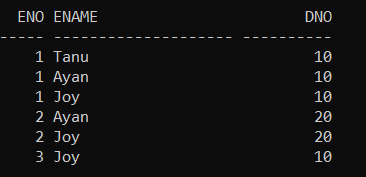 ENO ENAME DNO
----- -------------------- ----------
1 Tanu 10
1 Ayan 10
1 Joy 10
2 Ayan 20
2 Joy 20
3 Joy 10